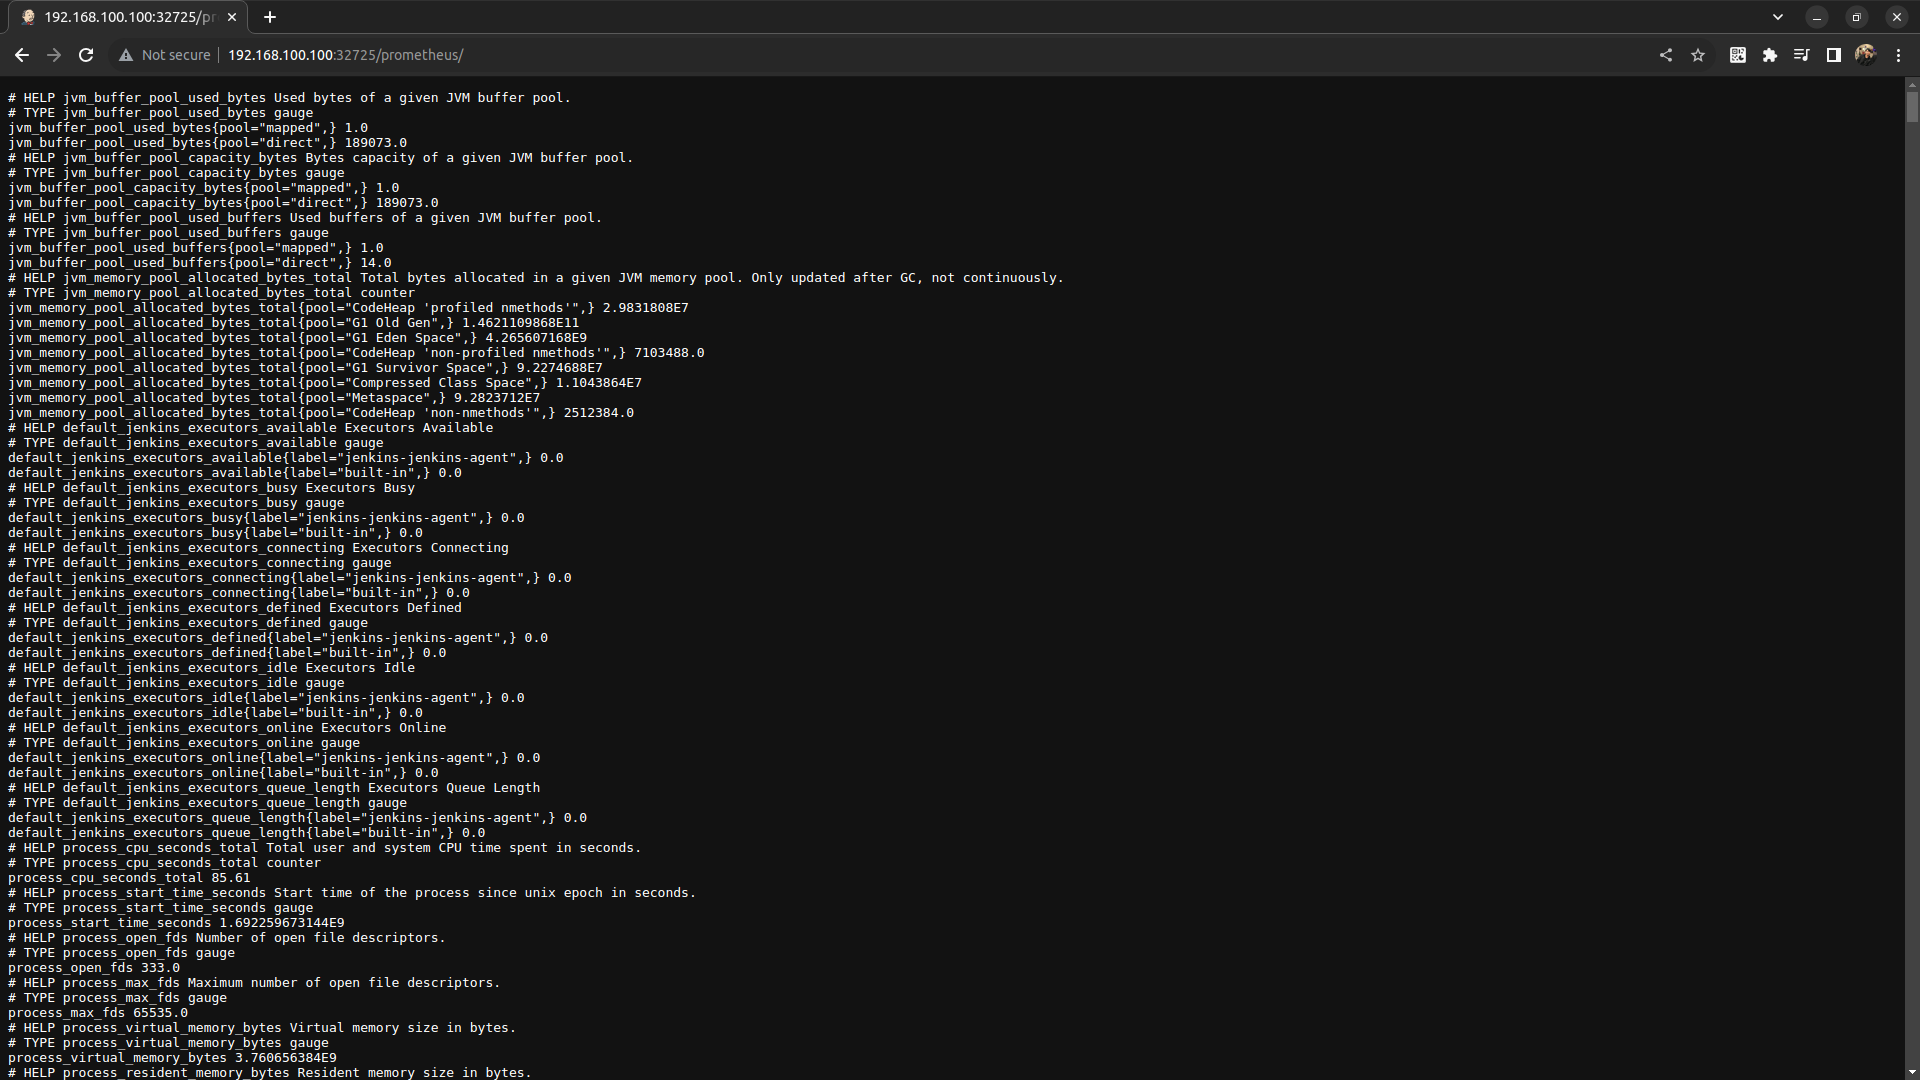 192.168.100.100:32725/pr
Not secure
192.168.100.100:32725/prometheus/
# HELP jvm_buffer_pool_used_bytes Used bytes of a given JVM buffer pool.
# TYPE jvm_buffer_pool_used_bytes gauge
jvm_buffer_pool_used_bytes{pool="mapped",} 1.0
jvm_buffer_pool_used_bytes{pool="direct",} 189073.0
# HELP jvm_buffer_pool_capacity_bytes Bytes capacity of a given JVM buffer pool.
# TYPE jvm_buffer_pool_capacity_bytes gauge
jvm_buffer_pool_capacity_bytes{pool="mapped",} 1.0
jvm_buffer_pool_capacity_bytes{pool="direct",} 189073.0
# HELP jvm_buffer_pool_used_buffers Used buffers of a given JVM buffer pool.
# TYPE jvm_buffer_pool_used_buffers gauge
jvm_buffer_pool_used_buffers{pool="mapped",} 1.0
jvm_buffer_pool_used_buffers{pool="direct",} 14.0
# HELP jvm_memory_pool_allocated_bytes_total Total bytes allocated in a given JVM memory pool. Only updated after GC, not continuously.
# TYPE jvm_memory_pool_allocated_bytes_total counter
jvm_memory_pool_allocated_bytes_total{pool="CodeHeap 'profiled nmethods'",} 2.9831808E7
jvm_memory_pool_allocated_bytes_total{pool="G1 Old Gen",} 1.4621109868E11
jvm_memory_pool_allocated_bytes_total{pool="G1 Eden Space",} 4.265607168E9
jvm_memory_pool_allocated_bytes_total{pool="CodeHeap 'non-profiled nmethods'",} 7103488.0
jvm_memory_pool_allocated_bytes_total{pool="G1 Survivor Space",} 9.2274688E7
jvm_memory_pool_allocated_bytes_total{pool="Compressed Class Space",} 1.1043864E7
jvm_memory_pool_allocated_bytes_total{pool="Metaspace",} 9.2823712E7
jvm_memory_pool_allocated_bytes_total{pool="CodeHeap 'non-nmethods'",} 2512384.0
# HELP default_jenkins_executors_available Executors Available
# TYPE default_jenkins_executors_available gauge
default_jenkins_executors_available{label="jenkins-jenkins-agent",} 0.0
default_jenkins_executors_available{label="built-in",} 0.0
# HELP default_jenkins_executors_busy Executors Busy
# TYPE default_jenkins_executors_busy gauge
default_jenkins_executors_busy{label="jenkins-jenkins-agent",} 0.0
default_jenkins_executors_busy{label="built-in",} 0.0
# HELP default_jenkins_executors_connecting Executors Connecting
# TYPE default_jenkins_executors_connecting gauge
default_jenkins_executors_connecting{label="jenkins-jenkins-agent",} 0.0
default_jenkins_executors_connecting{label="built-in",} 0.0
# HELP default_jenkins_executors_defined Executors Defined
# TYPE default_jenkins_executors_defined gauge
default_jenkins_executors_defined{label="jenkins-jenkins-agent",} 0.0
default_jenkins_executors_defined{label="built-in",} 0.0
# HELP default_jenkins_executors_idle Executors Idle
# TYPE default_jenkins_executors_idle gauge
default_jenkins_executors_idle{label="jenkins-jenkins-agent",} 0.0
default_jenkins_executors_idle{label="built-in",} 0.0
# HELP default_jenkins_executors_online Executors Online
# TYPE default_jenkins_executors_online gauge
default_jenkins_executors_online{label="jenkins-jenkins-agent",} 0.0
default_jenkins_executors_online{label="built-in",} 0.0
# HELP default_jenkins_executors_queue_length Executors Queue Length
# TYPE default_jenkins_executors_queue_length gauge
default_jenkins_executors_queue_length{label="jenkins-jenkins-agent",} 0.0
default_jenkins_executors_queue_length{label="built-in",} 0.0
# HELP process_cpu_seconds_total Total user and system CPU time spent in seconds.
# TYPE process_cpu_seconds_total counter
process_cpu_seconds_total 85.61
# HELP process_start_time_seconds Start time of the process since unix epoch in seconds.
# TYPE process_start_time_seconds gauge
process_start_time_seconds 1.692259673144E9
# HELP process_open_fds Number of open file descriptors.
# TYPE process_open_fds gauge
process_open_fds 333.0
# HELP process_max_fds Maximum number of open file descriptors.
# TYPE process_max_fds gauge
process_max_fds 65535.0
# HELP process_virtual_memory_bytes Virtual memory size in bytes.
# TYPE process_virtual_memory_bytes gauge
process_virtual_memory_bytes 3.760656384E9
# HELP process_resident_memory_bytes Resident memory size in bytes.